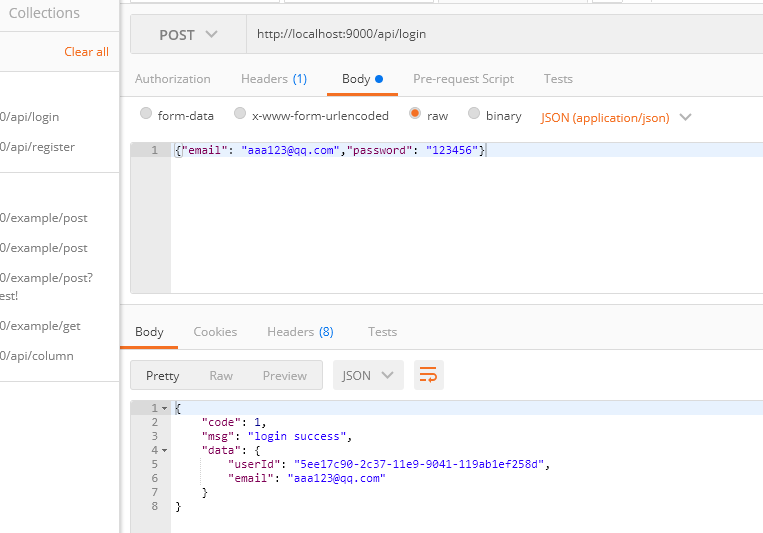 Collections
Clear all
0/api/login
0/api/register
0/example/post
0/example/post
0/example/post?
est!
0/example/get
0/api/column
POST http://localhost:9000/api/login
Authorization Headers (1) Body Pre-request Script Tests
form-data x-www-form-urlencoded raw binary JSON (application/json)
1 {"email": "aaa123@qq.com","password": "123456"}
Body Cookies Headers (8) Tests
Pretty Raw Preview JSON
1 {
2 "code": 1,
3 "msg": "login success",
4 "data": {
5 "userId": "5ee17c90-2c37-11e9-9041-119ab1ef258d",
6 "email": "aaa123@qq.com"
7 }
8 }